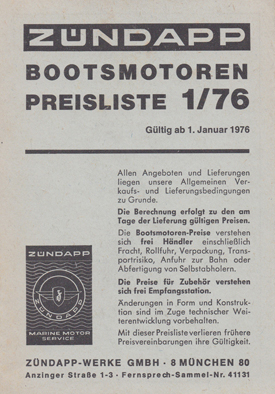 ZÜNDAPP
BOOTSMOTOREN
PREISLISTE 1/76
Gültig ab 1. Januar 1976
Allen Angeboten und Lieferungen
liegen unsere Allgemeinen Ver-
kaufs- und Lieferungsbedingungen
zu Grunde.
Die Berechnung erfolgt zu den am
Tage der Lieferung gültigen Preisen.
Die Bootsmotoren-Preise verstehen
sich frei Händler einschließlich
Fracht, Rollfuhr, Verpackung, Trans-
portrisiko, Anfuhr zur Bahn oder
Abfertigung von Selbstabholern.
Die Preise für Zubehör verstehen
sich frei Empfangsstation.
Änderungen in Form und Konstruk-
tion sind im Zuge technischer Wei-
terentwicklung vorbehalten.
Mit dieser Preisliste verlieren frühere
Preisvereinbarungen ihre Gültigkeit.
ZÜNDAPP
ZÜNDAPP
MARINE MOTOR
SERVICE
ZÜNDAPP-WERKE GMBH · 8 MÜNCHEN 80
Anzinger Straße 1-3 · Fernsprech-Sammel-Nr. 41131